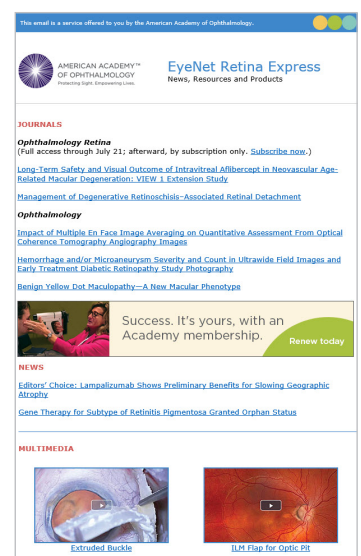 This email is a service offered to you by the American Academy of Ophthalmology.
AMERICAN ACADEMY™
OF OPHTHALMOLOGY
Protecting Sight. Empowering Lives.
EyeNet Retina Express
News, Resources and Products
JOURNALS
Ophthalmology Retina
(Full access through July 21; afterward, by subscription only. Subscribe now.)
Long-Term Safety and Visual Outcome of Intravitreal Aflibercept in Neovascular Age-
Related Macular Degeneration: VIEW 1 Extension Study
Management of Degenerative Retinoschisis–Associated Retinal Detachment
Ophthalmology
Impact of Multiple En Face Image Averaging on Quantitative Assessment From Optical
Coherence Tomography Angiography Images
Hemorrhage and/or Microaneurysm Severity and Count in Ultrawide Field Images and
Early Treatment Diabetic Retinopathy Study Photography
Benign Yellow Dot Maculopathy—A New Macular Phenotype
Success. It's yours, with an
Academy membership.
Renew today
NEWS
Editors' Choice: Lampalizumab Shows Preliminary Benefits for Slowing Geographic
Atrophy
Gene Therapy for Subtype of Retinitis Pigmentosa Granted Orphan Status
MULTIMEDIA
Extruded Buckle
ILM Flap for Optic Pit